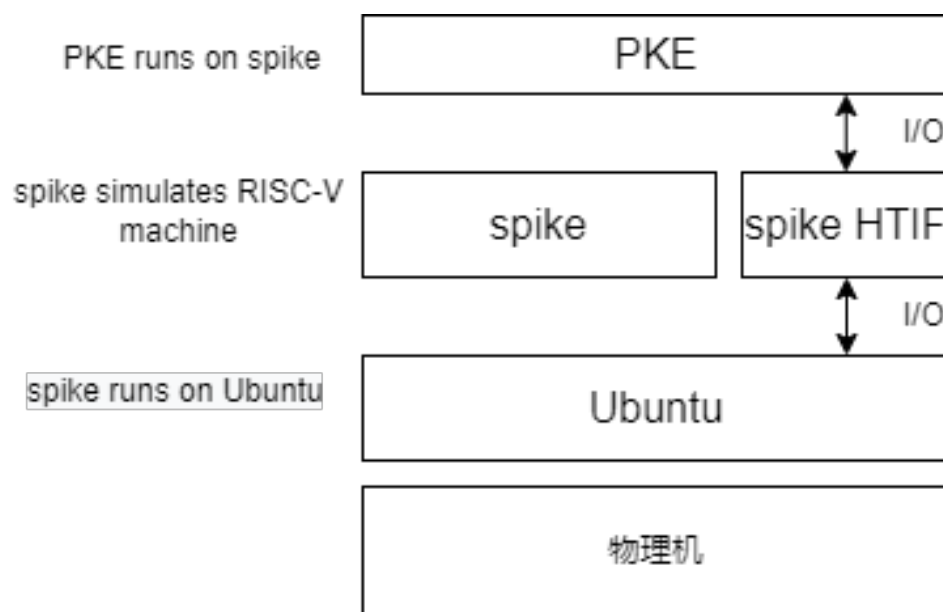 PKE runs on spike
PKE
I/O
spike simulates RISC-V
machine
spike
spike HTIF
I/O
spike runs on Ubuntu
Ubuntu
物理机